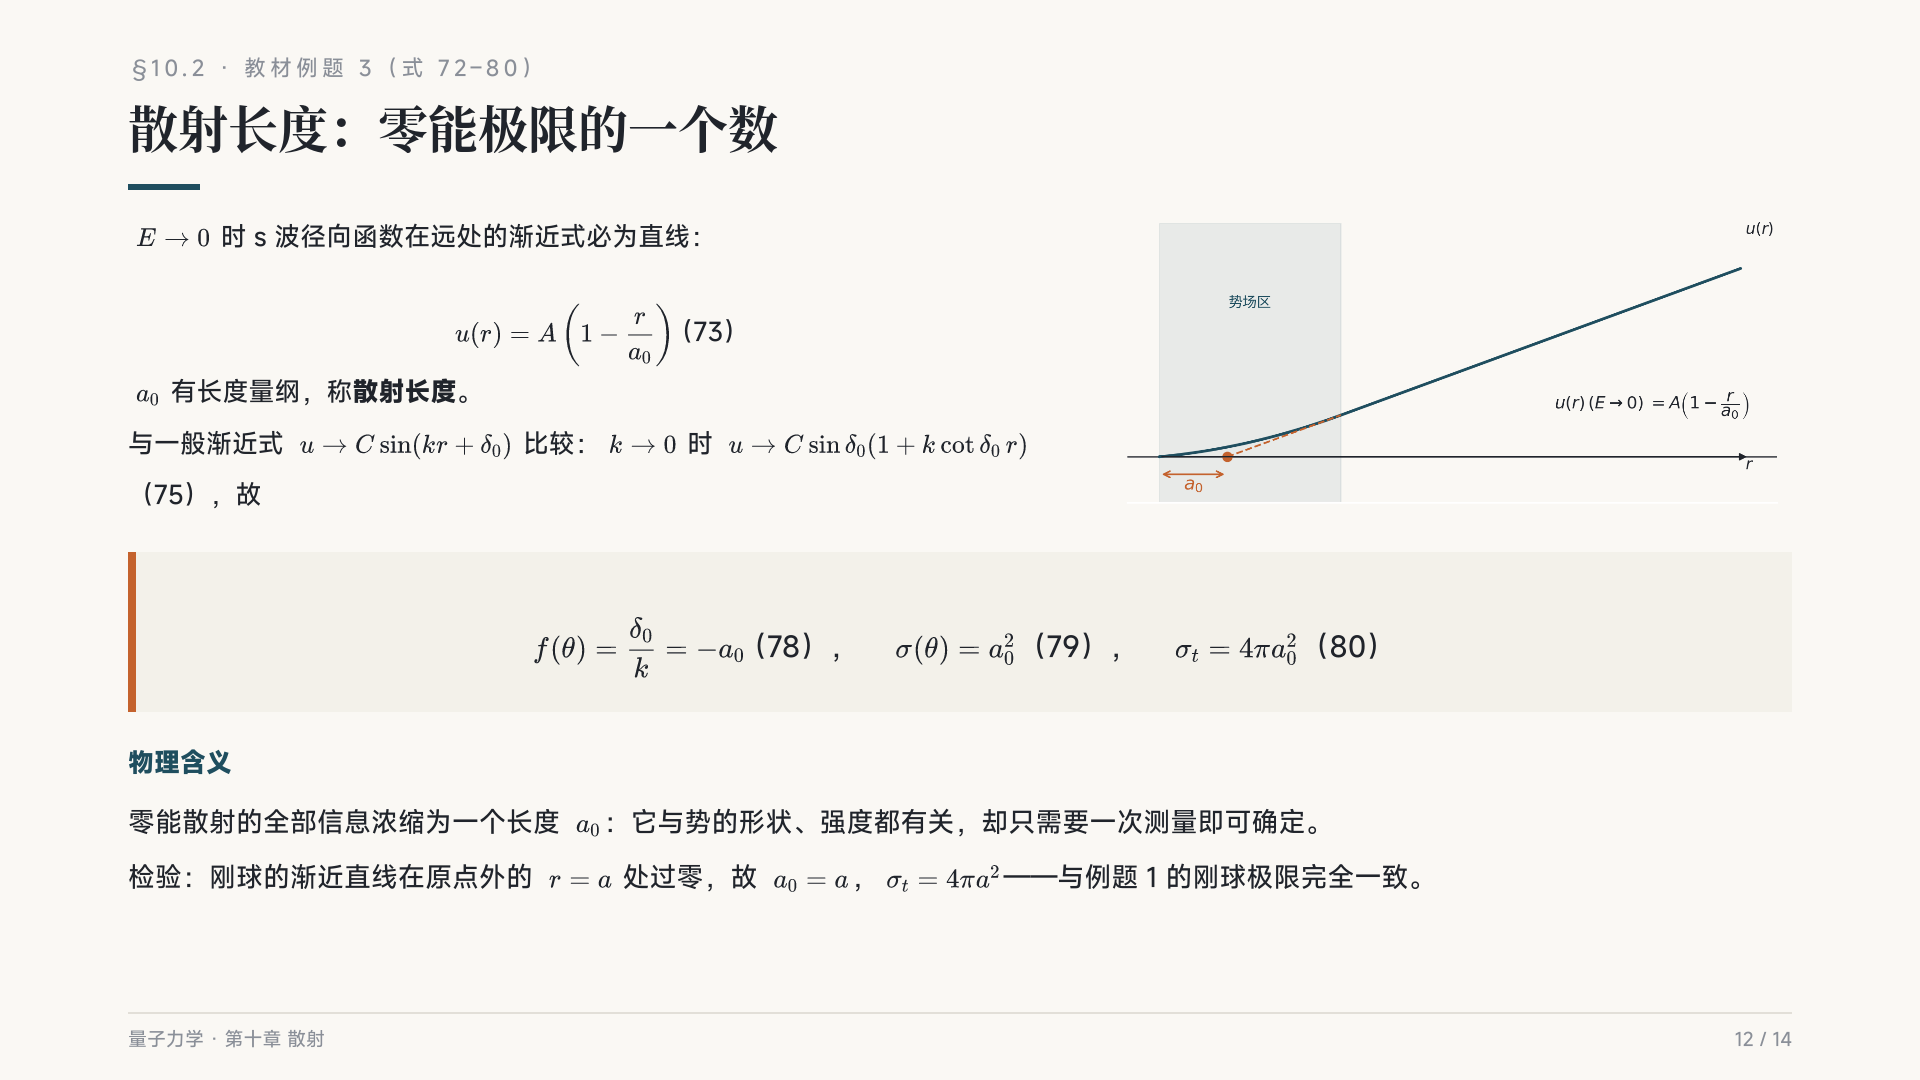 §10.2 · 教材例题 3（式 72–80）
散射长度：零能极限的一个数
E → 0 时 s 波径向函数在远处的渐近式必为直线：
u(r) = A(1 − r/a₀)（73）
a₀ 有长度量纲，称散射长度。
与一般渐近式 u → C sin(kr + δ₀) 比较： k → 0 时 u → C sin δ₀(1 + k cot δ₀ r)
（75），故
u(r)
势场区
u(r) (E → 0) = A(1 − r/a₀)
r
a₀
f(θ) = δ₀/k = −a₀（78）， σ(θ) = a₀²（79）， σₜ = 4πa₀²（80）
物理含义
零能散射的全部信息浓缩为一个长度 a₀：它与势的形状、强度都有关，却只需要一次测量即可确定。
检验：刚球的渐近直线在原点外的 r = a 处过零，故 a₀ = a，σₜ = 4πa²——与例题 1 的刚球极限完全一致。
量子力学 · 第十章 散射
12 / 14